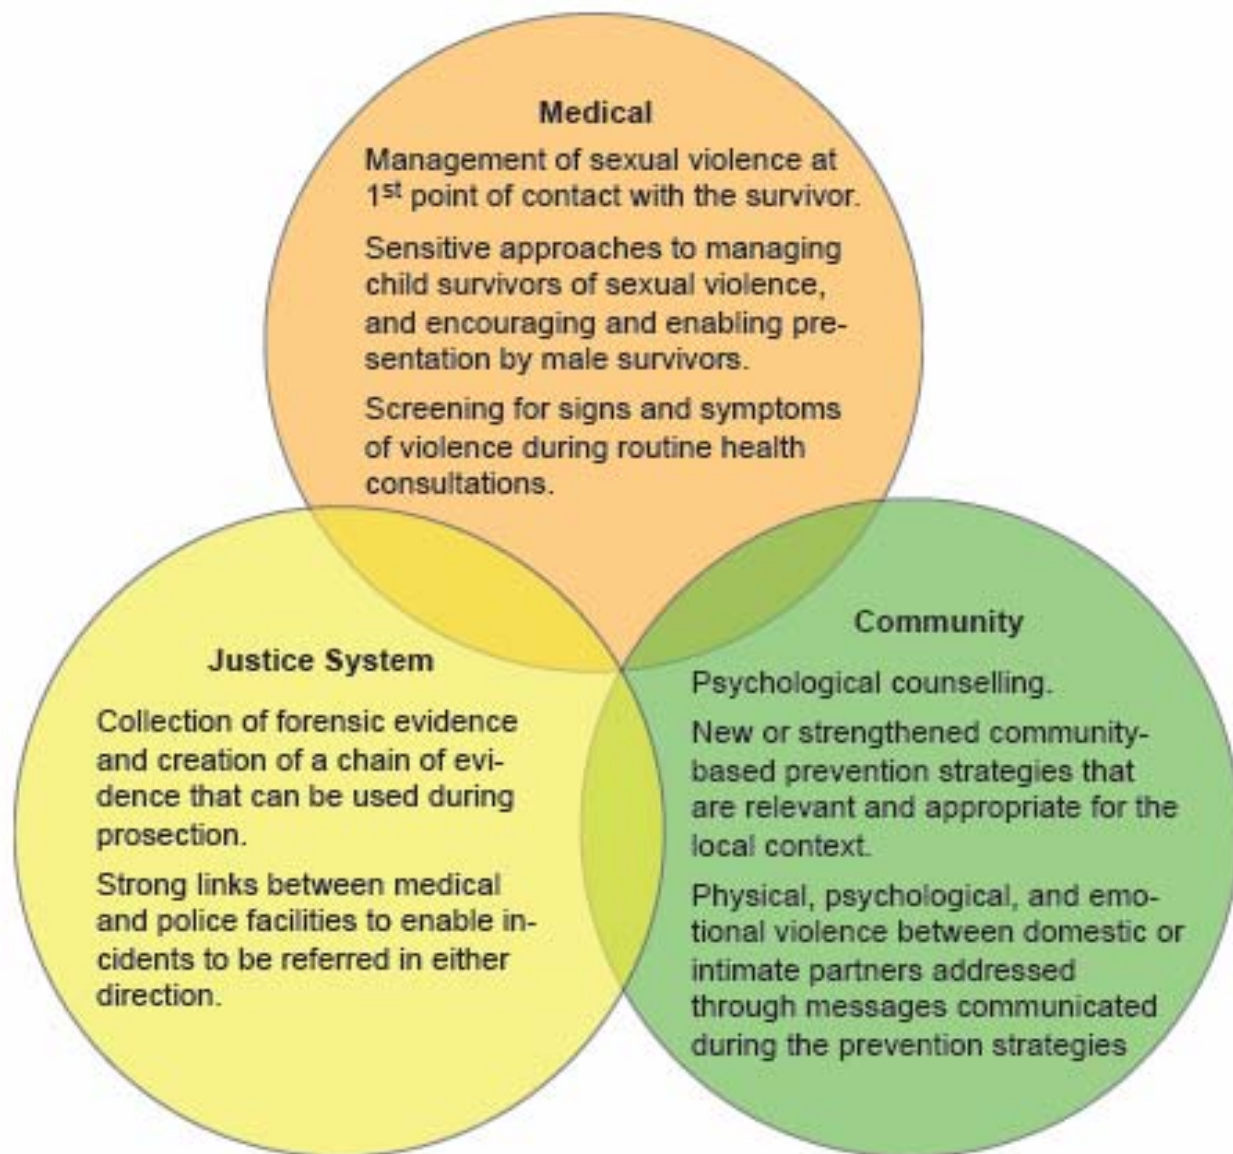 Medical
Management of sexual violence at
1st point of contact with the survivor.
Sensitive approaches to managing
child survivors of sexual violence,
and encouraging and enabling pre-
sentation by male survivors.
Screening for signs and symptoms
of violence during routine health
consultations.
Justice System
Collection of forensic evidence
and creation of a chain of evi-
dence that can be used during
prosection.
Strong links between medical
and police facilities to enable in-
cidents to be referred in either
direction.
Community
Psychological counselling.
New or strengthened community-
based prevention strategies that
are relevant and appropriate for the
local context.
Physical, psychological, and emo-
tional violence between domestic or
intimate partners addressed
through messages communicated
during the prevention strategies